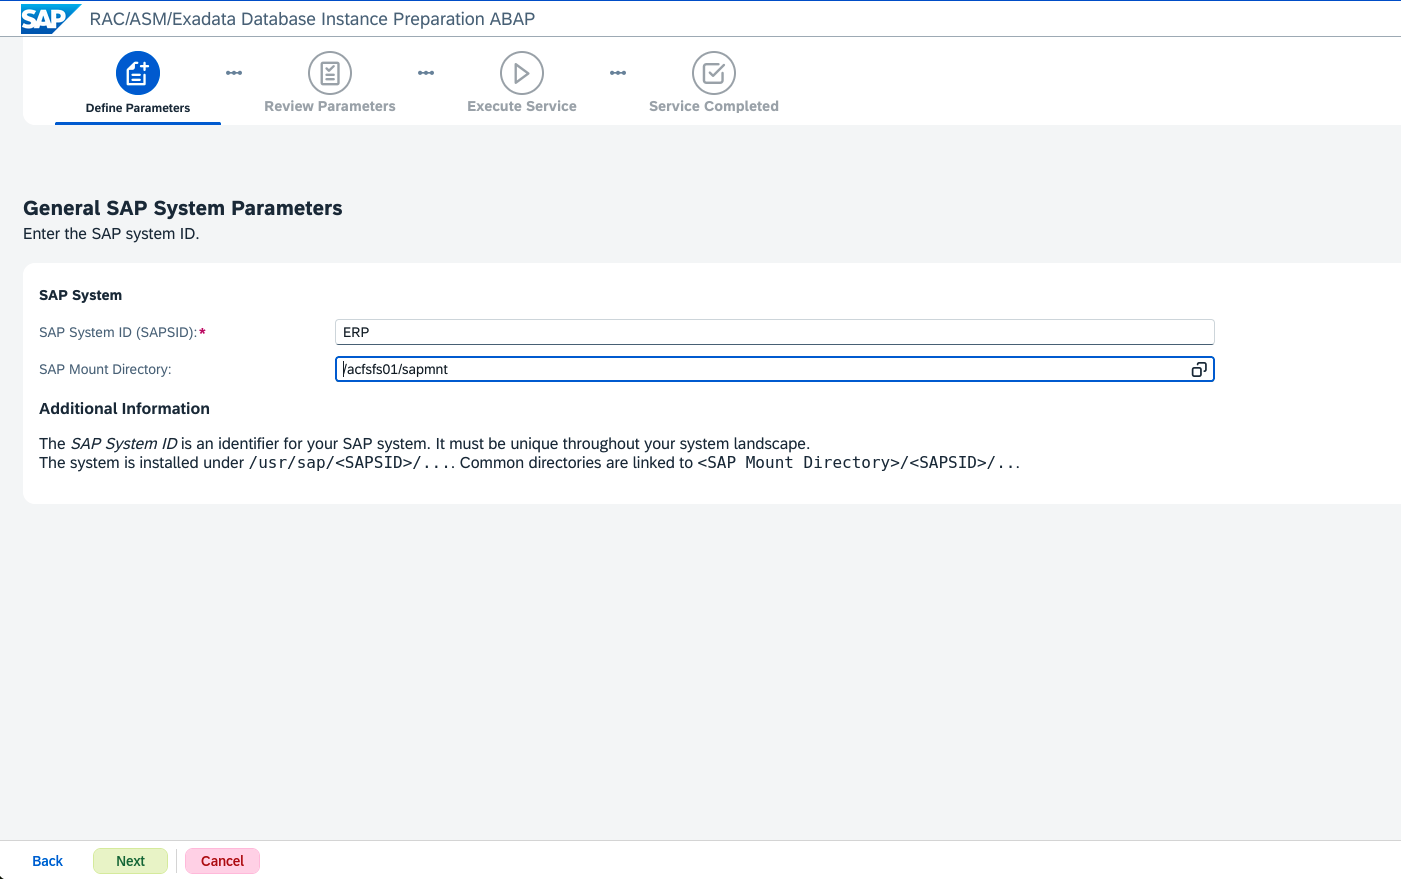 SAP RAC/ASM/Exadata Database Instance Preparation ABAP
Define Parameters
Review Parameters
Execute Service
Service Completed
General SAP System Parameters
Enter the SAP system ID.
SAP System
SAP System ID (SAPSID):* ERP
SAP Mount Directory: /acfsfs01/sapmnt
Additional Information
The SAP System ID is an identifier for your SAP system. It must be unique throughout your system landscape.
The system is installed under /usr/sap/<SAPSID>/.... Common directories are linked to <SAP Mount Directory>/<SAPSID>/...
Back Next Cancel